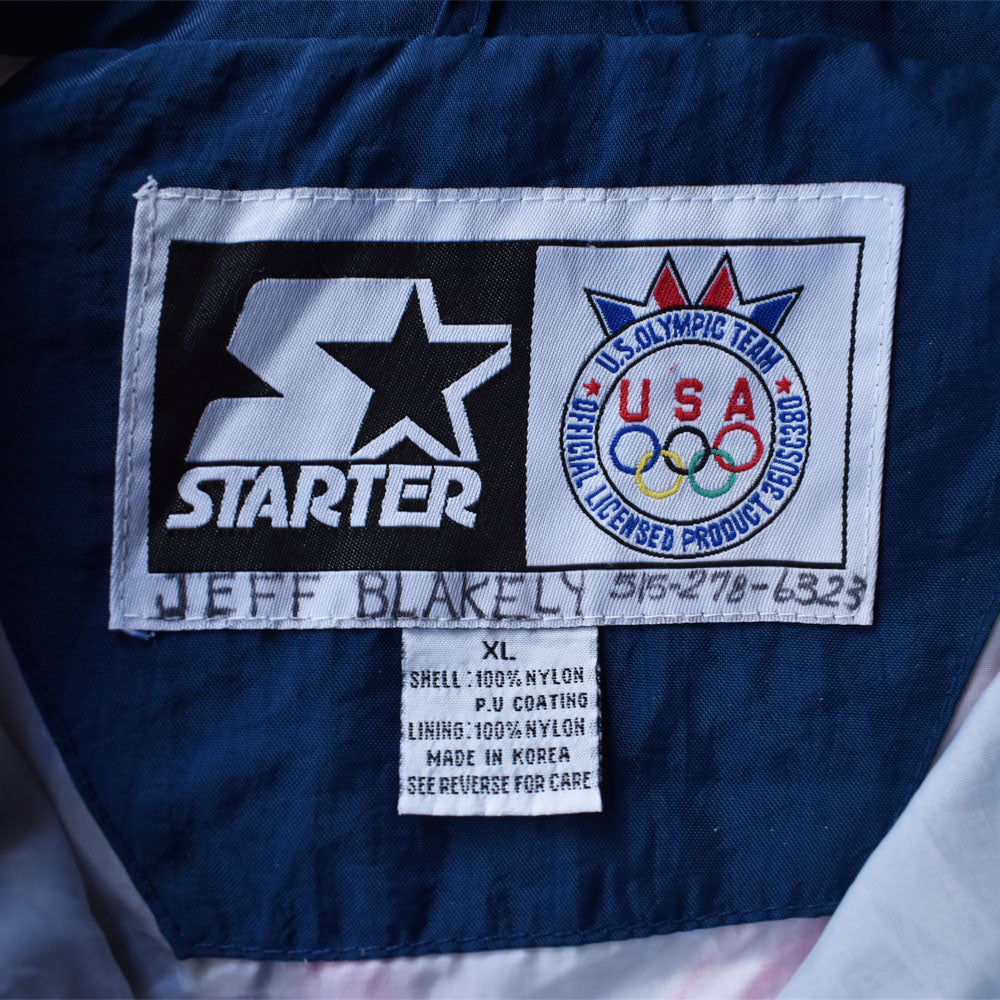 STARTER
U.S. OLYMPIC TEAM
USA
OFFICIAL LICENSED PRODUCT 36USC380
JEFF BLAKELY 515-278-6323
XL
SHELL : 100% NYLON
P.U COATING
LINING : 100% NYLON
MADE IN KOREA
SEE REVERSE FOR CARE